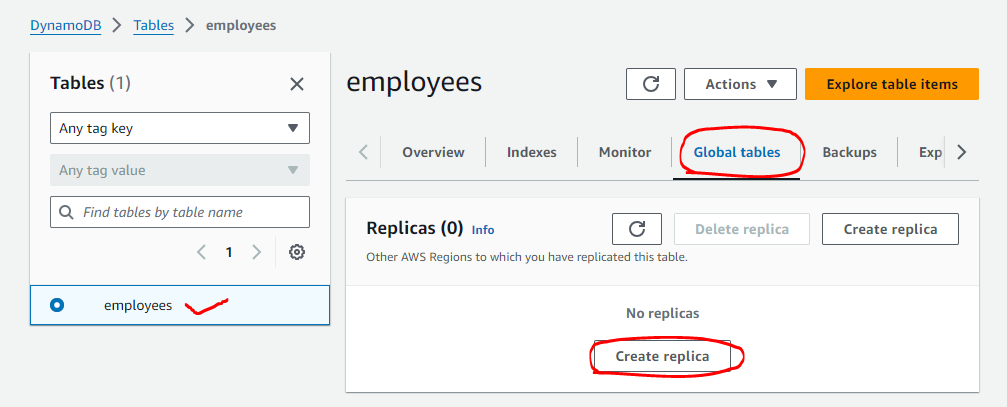 DynamoDB > Tables > employees
Tables (1)
Any tag key
Any tag value
Find tables by table name
1
employees
employees
Actions
Explore table items
Overview
Indexes
Monitor
Global tables
Backups
Exp
Replicas (0) Info
Delete replica
Create replica
Other AWS Regions to which you have replicated this table.
No replicas
Create replica